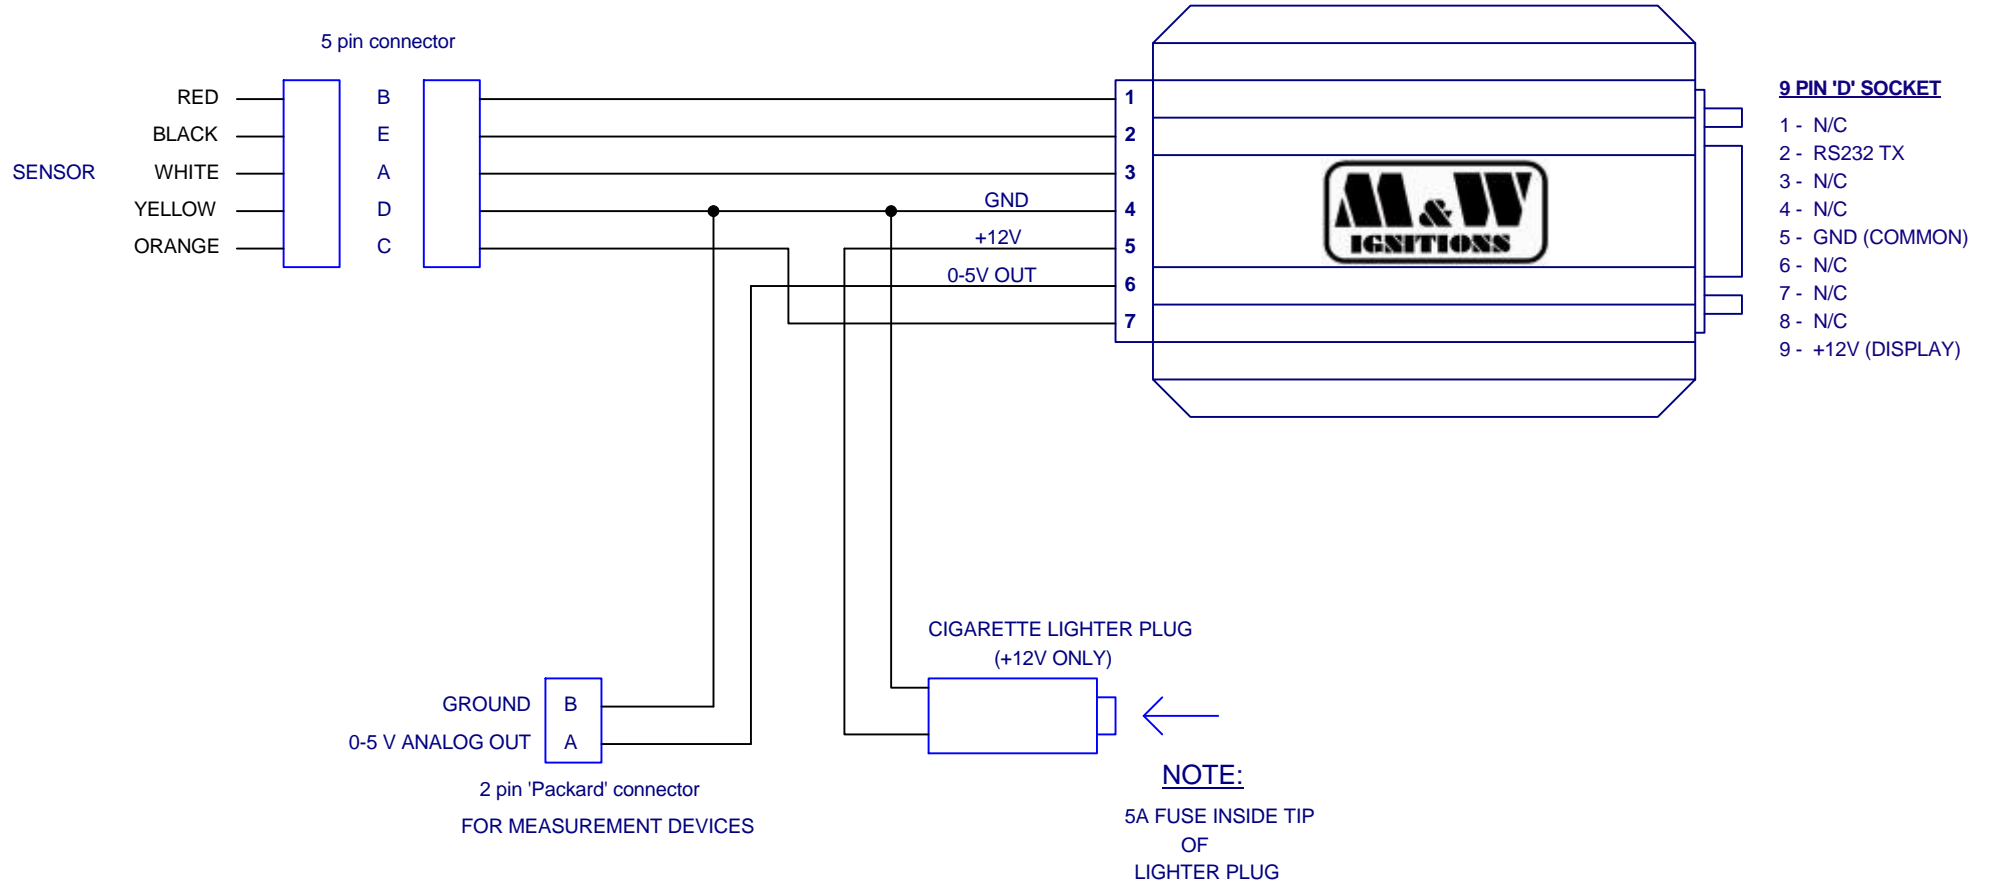 5 pin connector
RED
BLACK
SENSOR
WHITE
YELLOW
ORANGE
B
E
A
D
C
GND
+12V
0-5V OUT
1
2
3
4
5
6
7
M&W
IGNITIONS
9 PIN 'D' SOCKET
1 - N/C
2 - RS232 TX
3 - N/C
4 - N/C
5 - GND (COMMON)
6 - N/C
7 - N/C
8 - N/C
9 - +12V (DISPLAY)
CIGARETTE LIGHTER PLUG
(+12V ONLY)
GROUND B
0-5 V ANALOG OUT A
2 pin 'Packard' connector
FOR MEASUREMENT DEVICES
NOTE:
5A FUSE INSIDE TIP
OF
LIGHTER PLUG